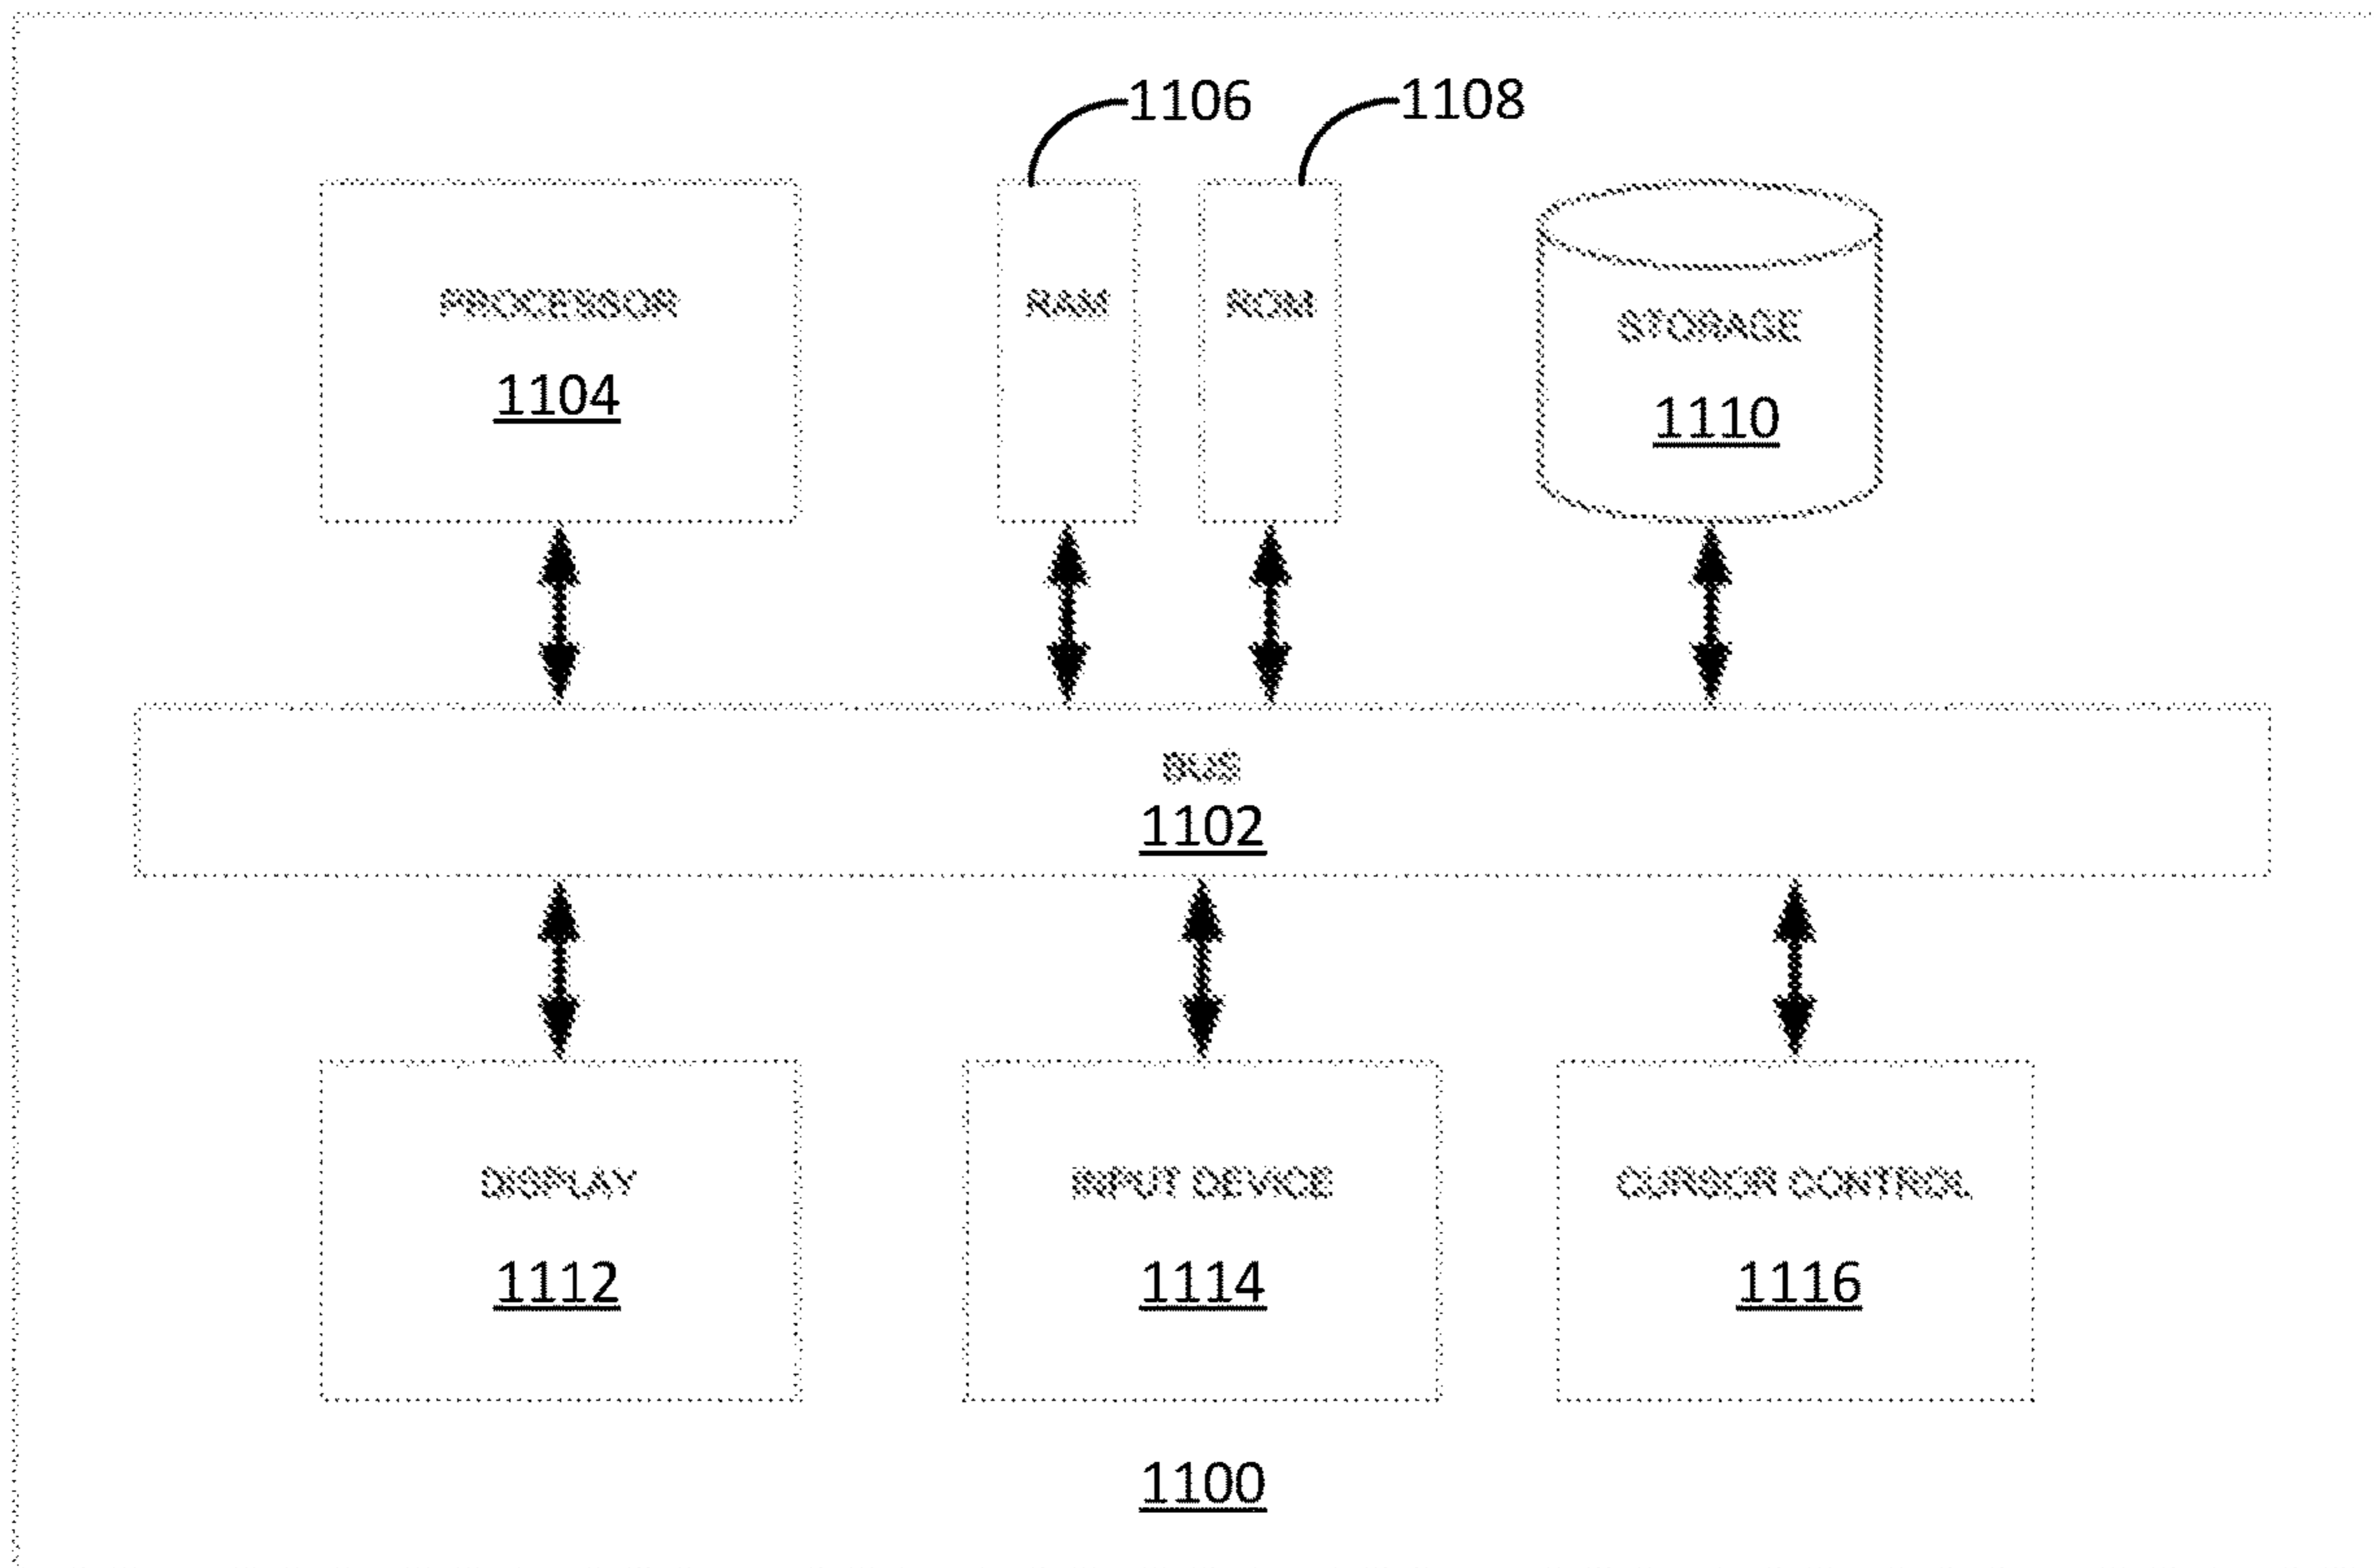 1106
1108
PROCESSOR
1104
RAM
ROM
STORAGE
1110
BUS
1102
DISPLAY
1112
INPUT DEVICE
1114
CURSOR CONTROL
1116
1100